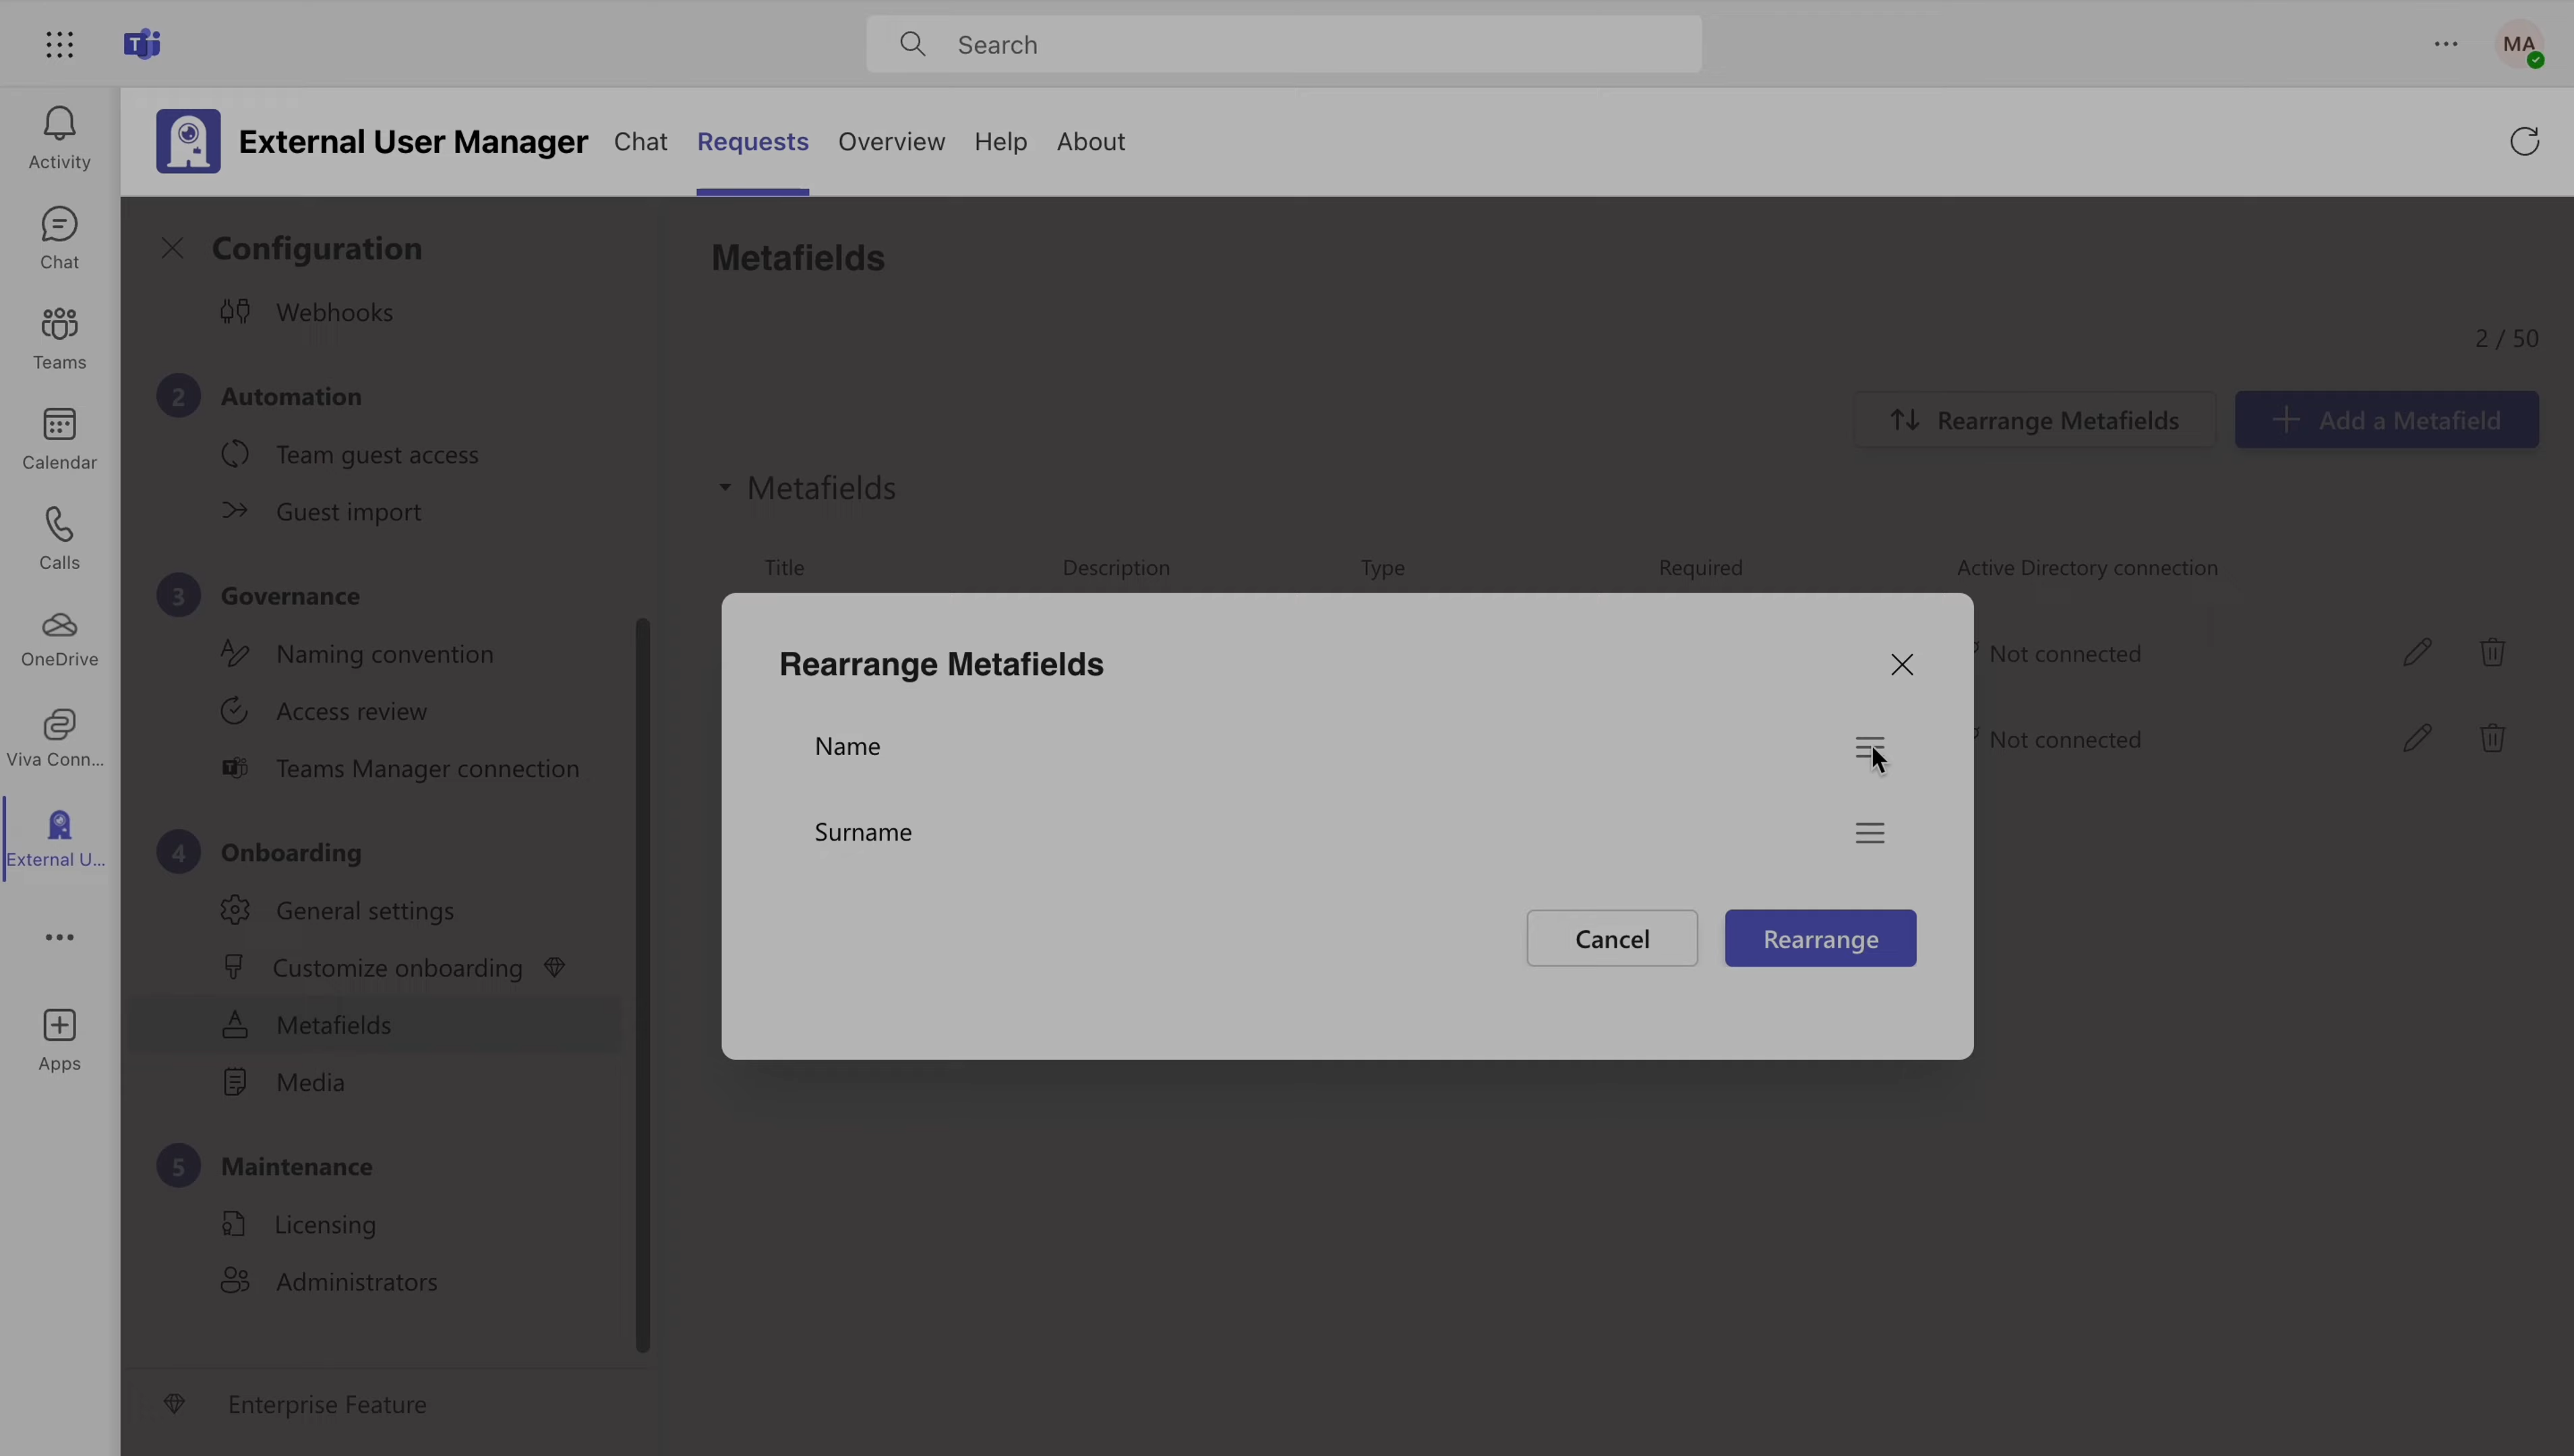 Search
MA
External User Manager
Chat
Requests
Overview
Help
About
Activity
Chat
Teams
Calendar
Calls
OneDrive
Viva Conn...
External U...
Apps
Configuration
Webhooks
2 Automation
Team guest access
Guest import
3 Governance
Naming convention
Access review
Teams Manager connection
4 Onboarding
General settings
Customize onboarding
Metafields
Media
5 Maintenance
Licensing
Administrators
Enterprise Feature
Metafields
2 / 50
Rearrange Metafields
Add a Metafield
Metafields
Title
Description
Type
Required
Active Directory connection
Not connected
Not connected
Rearrange Metafields
Name
Surname
Cancel
Rearrange